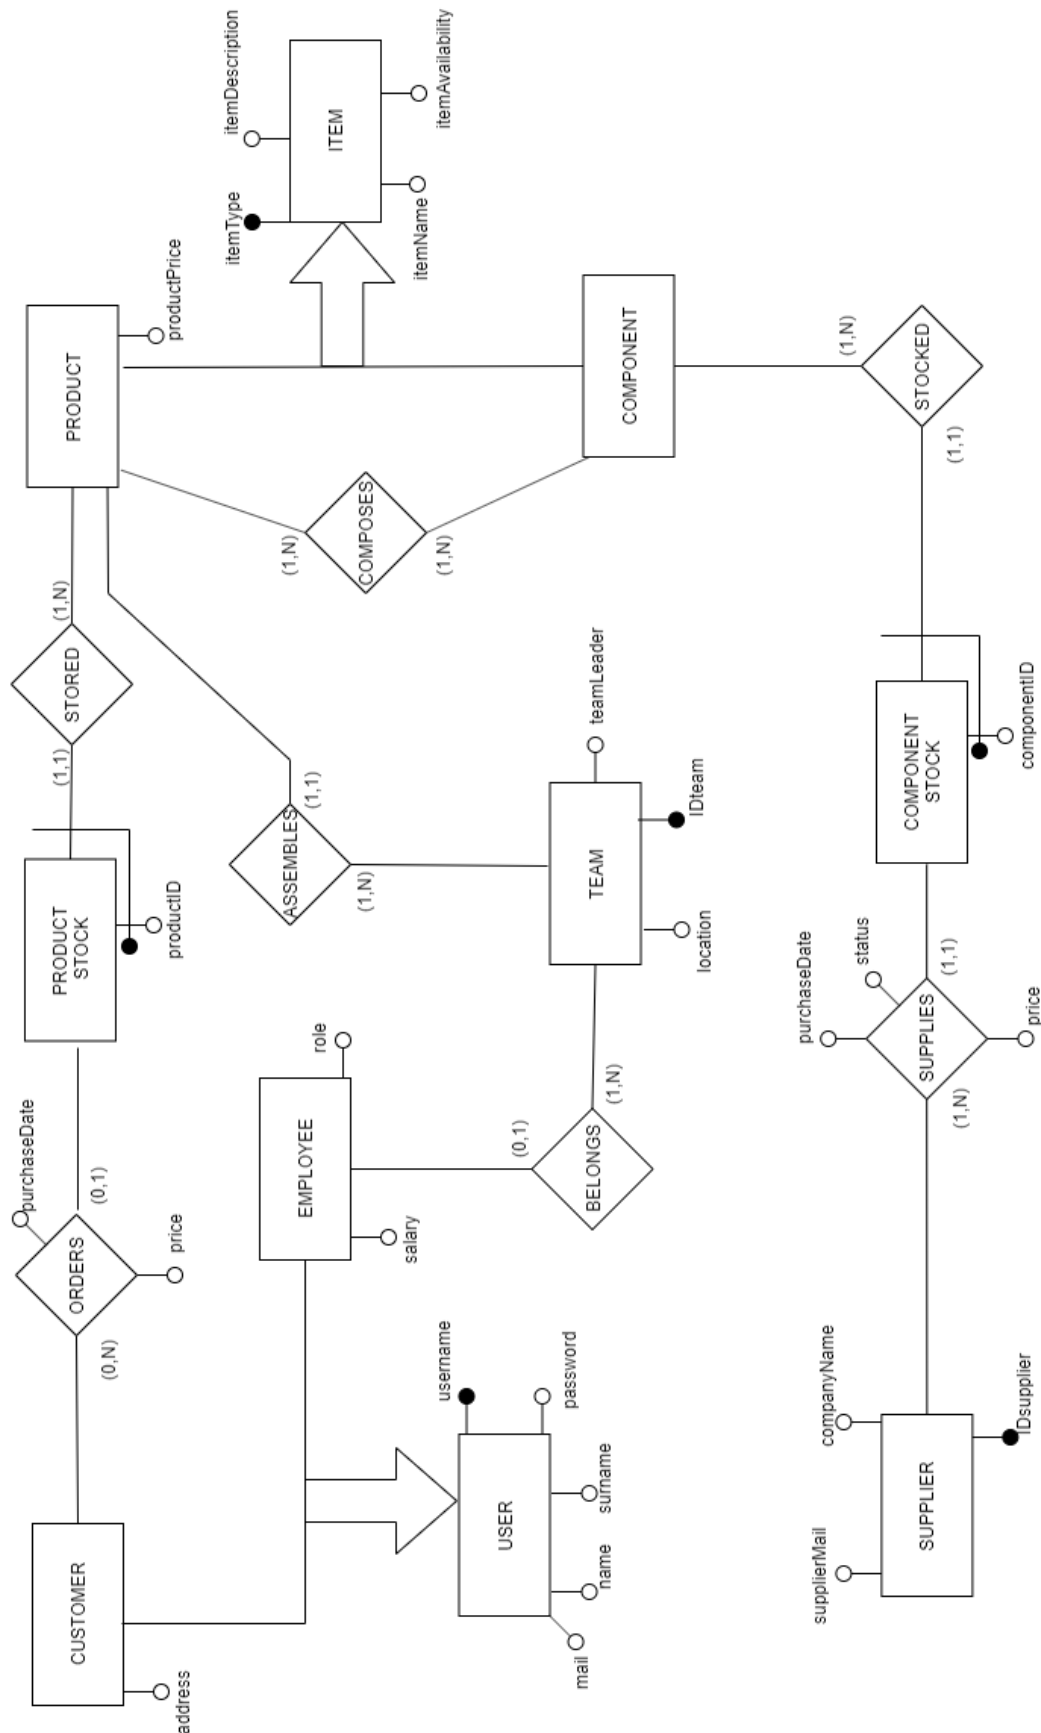 purchaseDate
(1,1)
(1,N)
CUSTOMER
ORDERS
PRODUCT
STOCK
STORED
PRODUCT
(0,N)
(0,1)
address
price
productID
productPrice
itemType
itemDescription
EMPLOYEE
role
ASSEMBLES
(1,1)
(1,N)
(1,N)
ITEM
COMPOSES
(1,N)
salary
itemName
itemAvailability
username
(0,1)
USER
password
BELONGS
(1,N)
TEAM
teamLeader
mail
name
surname
location
IDteam
COMPONENT
supplierMail
companyName
purchaseDate
status
(1,N)
SUPPLIER
SUPPLIES
(1,N)
(1,1)
COMPONENT
STOCK
STOCKED
(1,1)
IDsupplier
price
componentID